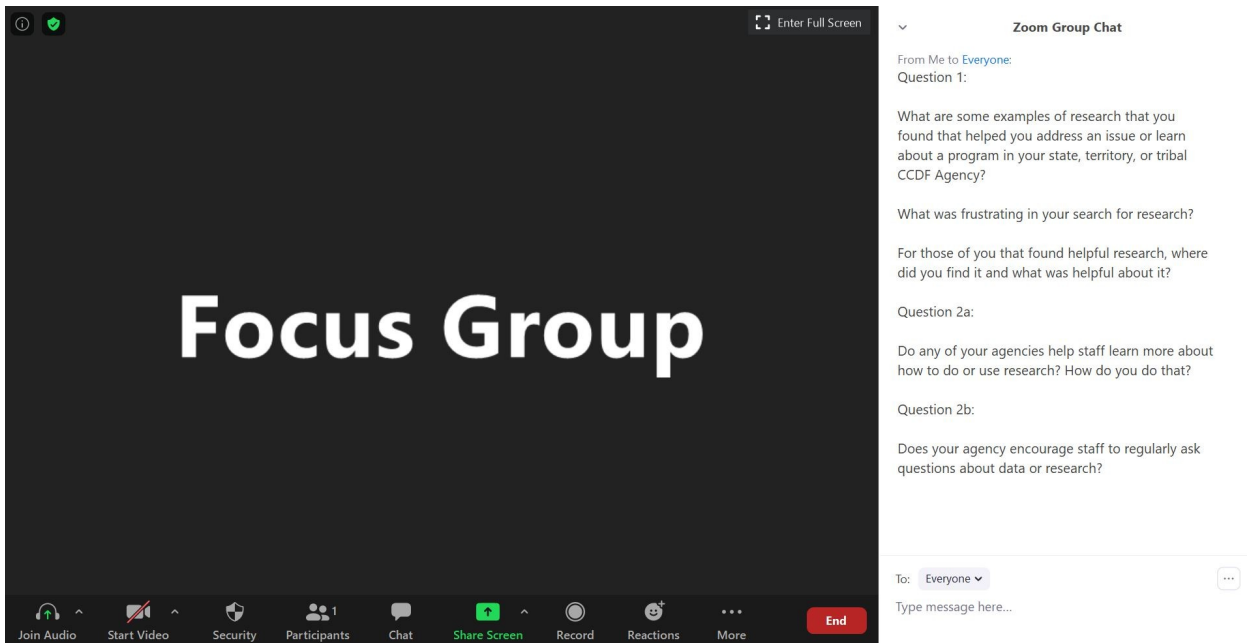 Enter Full Screen
Focus Group
Join Audio
Start Video
Security
1
Participants
Chat
Share Screen
Record
Reactions
More
End
Zoom Group Chat
From Me to Everyone:
Question 1:
What are some examples of research that you
found that helped you address an issue or learn
about a program in your state, territory, or tribal
CCDF Agency?
What was frustrating in your search for research?
For those of you that found helpful research, where
did you find it and what was helpful about it?
Question 2a:
Do any of your agencies help staff learn more about
how to do or use research? How do you do that?
Question 2b:
Does your agency encourage staff to regularly ask
questions about data or research?
To: Everyone
Type message here...